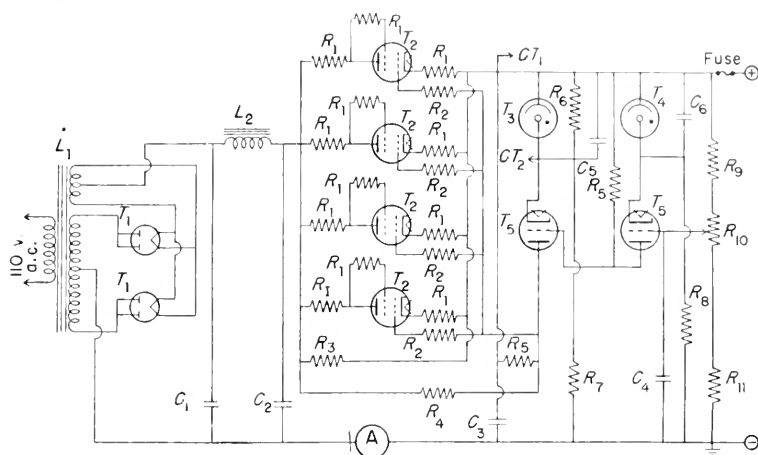 R1
R1
T2
R1
CT1
Fuse
+
R2
T3
R6
T4
C6
L2
R1
R1
T2
R1
R2
CT2
C5
R5
R9
L1
110 v. a.c.
T1
R1
R1
T2
R1
R2
T5
T5
R10
T1
R1
R1
T2
R1
R2
R8
R3
R5
R7
C4
R11
C1
C2
R4
C3
A
−